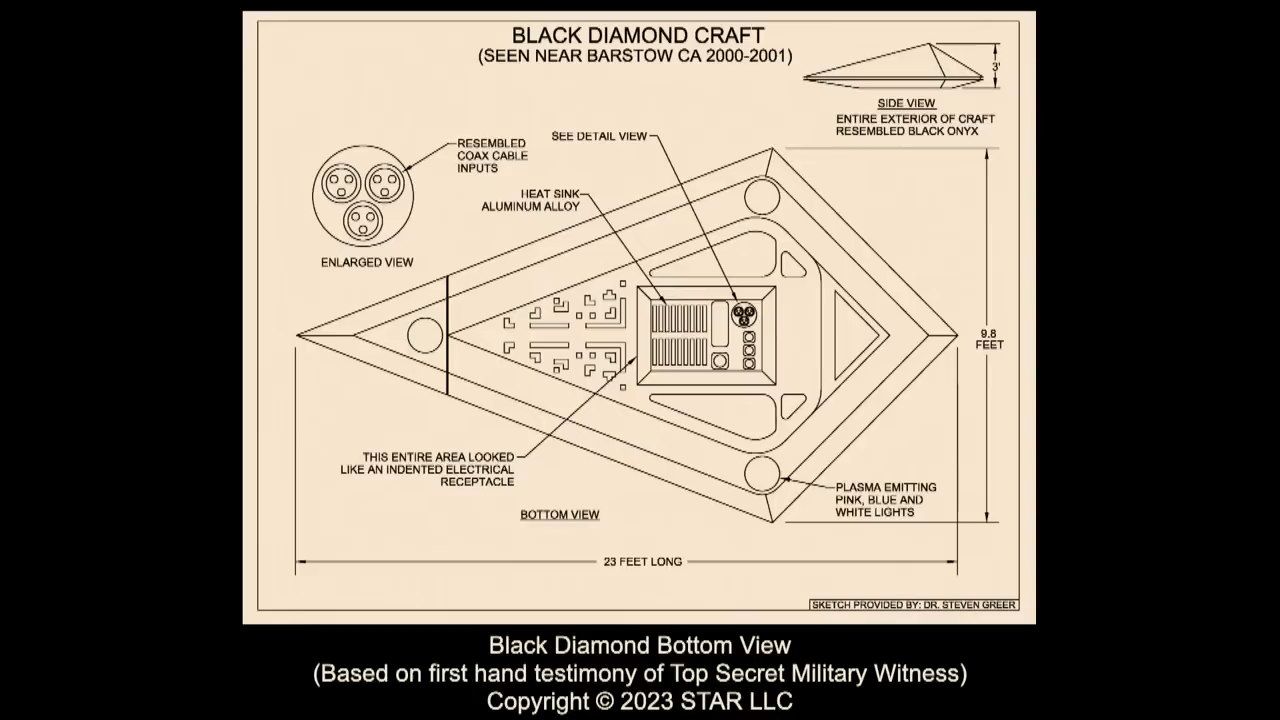 BLACK DIAMOND CRAFT
(SEEN NEAR BARSTOW CA 2000-2001)
3'
SIDE VIEW
ENTIRE EXTERIOR OF CRAFT
RESEMBLED BLACK ONYX
SEE DETAIL VIEW
RESEMBLED
COAX CABLE
INPUTS
HEAT SINK
ALUMINUM ALLOY
ENLARGED VIEW
9.8
FEET
THIS ENTIRE AREA LOOKED
LIKE AN INDENTED ELECTRICAL
RECEPTACLE
PLASMA EMITTING
PINK, BLUE AND
WHITE LIGHTS
BOTTOM VIEW
23 FEET LONG
SKETCH PROVIDED BY: DR. STEVEN GREER
Black Diamond Bottom View
(Based on first hand testimony of Top Secret Military Witness)
Copyright © 2023 STAR LLC